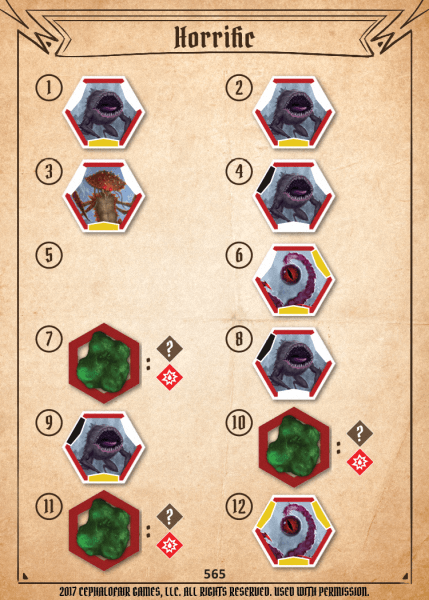 Horrific
1 2
3 4
5 6
7 ? 8
9 10 ?
11 ? 12
565
2017 CEPHALOFAIR GAMES, LLC. ALL RIGHTS RESERVED. USED WITH PERMISSION.